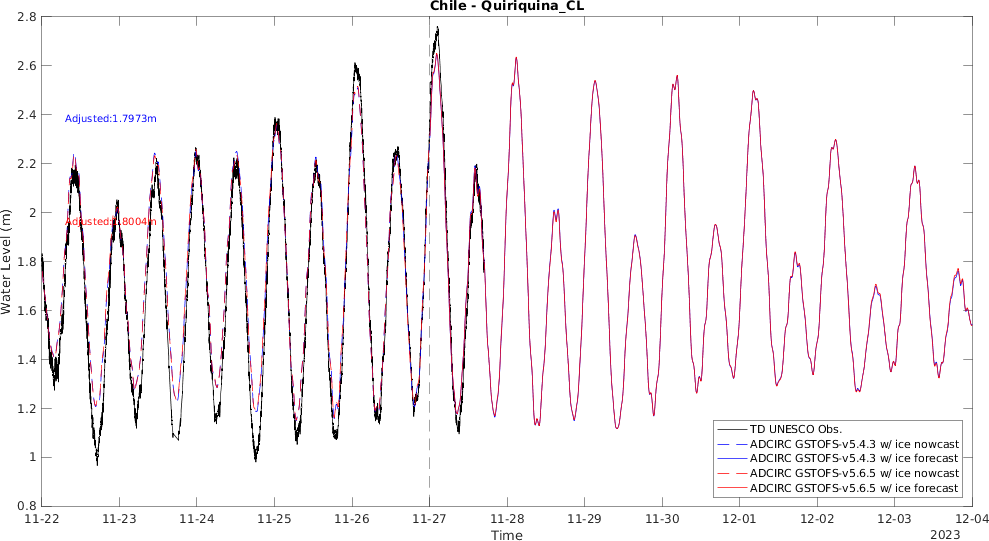 Chile - Quiriquina_CL
2.8
2.6
2.4
2.2
2
1.8
1.6
1.4
1.2
1
0.8
Water Level (m)
Adjusted:1.7973m
Adjusted:1.8004m
TD UNESCO Obs.
ADCIRC GSTOFS-v5.4.3 w/ ice nowcast
ADCIRC GSTOFS-v5.4.3 w/ ice forecast
ADCIRC GSTOFS-v5.6.5 w/ ice nowcast
ADCIRC GSTOFS-v5.6.5 w/ ice forecast
11-22 11-23 11-24 11-25 11-26 11-27 11-28 11-29 11-30 12-01 12-02 12-03 12-04
Time
2023